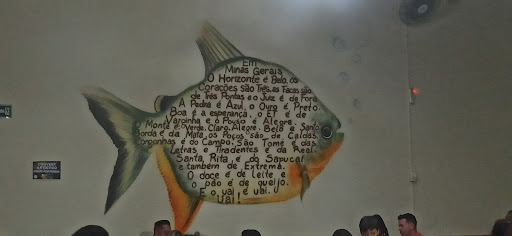 Em
Minas Gerais
O Horizonte é Belo, os
Corações são Três, as Facas são
de Três Pontas e o Juiz é de Fora
A Pedra é Azul, o Ouro é Preto
Boa é a esperança, o ET é de
Varginha e o Pouso é Alegre.
O Monte é: Verde, Claro, Alegre, Belo e Santo
Borda é da Mata, os Poços são de Caldas
Congonhas é do Campo, São Tomé é das
Letras e Tiradentes é da Real.
Santa, Rita, é do Sapucaí
e também de Extrema.
O doce é de leite e
o pão é de queijo.
E o, uai, é uai.
Uai!